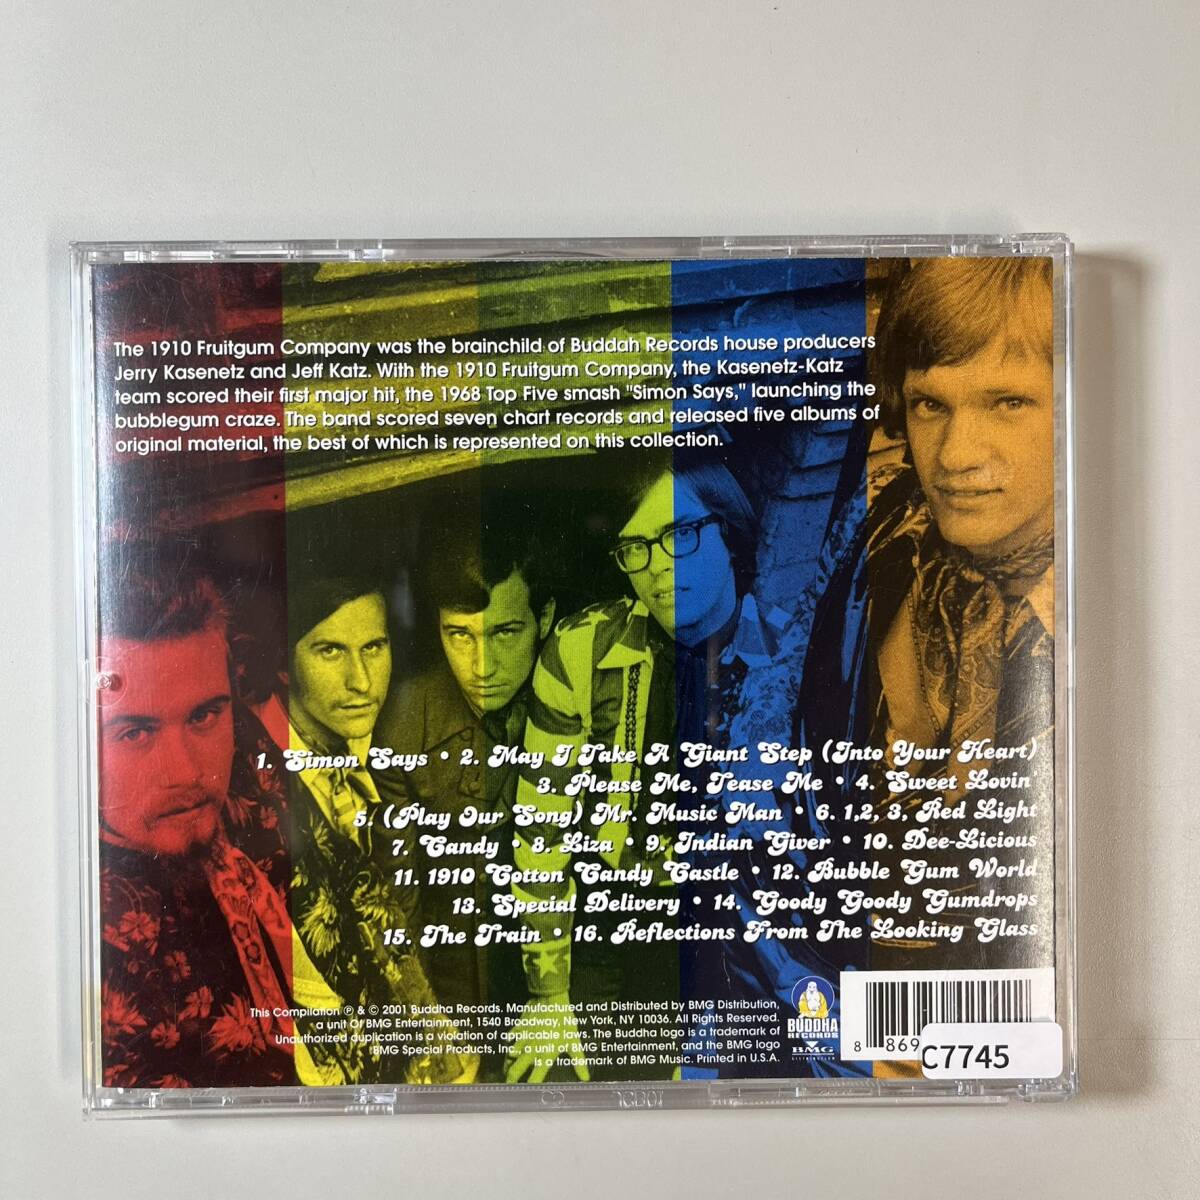 The 1910 Fruitgum Company was the brainchild of Buddah Records house producers
Jerry Kasenetz and Jeff Katz. With the 1910 Fruitgum Company, the Kasenetz-Katz
team scored their first major hit, the 1968 Top Five smash "Simon Says," launching the
bubblegum craze. The band scored seven chart records and released five albums of
original material, the best of which is represented on this collection.
1. Simon Says • 2. May I Take A Giant Step (Into Your Heart)
3. Please Me, Tease Me • 4. Sweet Lovin'
5. (Play Our Song) Mr. Music Man • 6. 1,2, 3, Red Light
7. Candy • 8. Liza • 9. Indian Giver • 10. Dee-Licious
11. 1910 Cotton Candy Castle • 12. Bubble Gum World
13. Special Delivery • 14. Goody Goody Gumdrops
15. The Train • 16. Reflections From The Looking Glass
This Compilation ℗ & © 2001 Buddha Records. Manufactured and Distributed by BMG Distribution,
a unit Of BMG Entertainment, 1540 Broadway, New York, NY 10036. All Rights Reserved.
Unauthorized duplication is a violation of applicable laws. The Buddha logo is a trademark of
BMG Special Products, Inc., a unit of BMG Entertainment, and the BMG logo
is a trademark of BMG Music. Printed in U.S.A.
BUDDHA
RECORDS
BMG
DISTRIBUTION
8 869
C7745